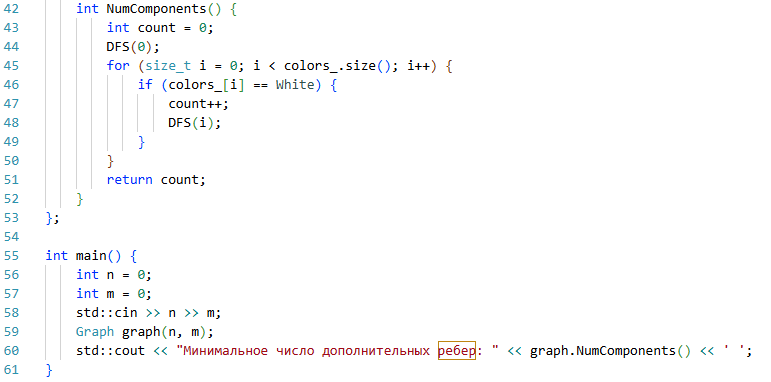 42 int NumComponents() {
43 int count = 0;
44 DFS(0);
45 for (size_t i = 0; i < colors_.size(); i++) {
46 if (colors_[i] == White) {
47 count++;
48 DFS(i);
49 }
50 }
51 return count;
52 }
53 };
54
55 int main() {
56 int n = 0;
57 int m = 0;
58 std::cin >> n >> m;
59 Graph graph(n, m);
60 std::cout << "Минимальное число дополнительных ребер: " << graph.NumComponents() << ' ';
61 }